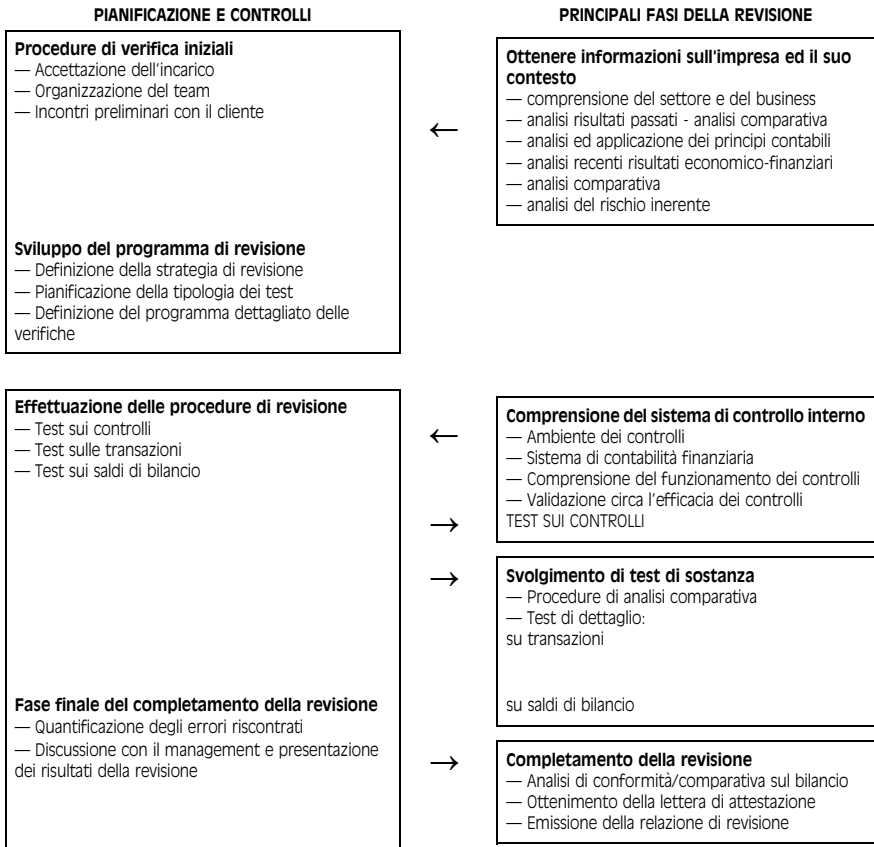 PIANIFICAZIONE E CONTROLLI
Procedure di verifica iniziali
— Accettazione dell'incarico
— Organizzazione del team
— Incontri preliminari con il cliente
Sviluppo del programma di revisione
— Definizione della strategia di revisione
— Pianificazione della tipologia dei test
— Definizione del programma dettagliato delle
verifiche
Effettuazione delle procedure di revisione
— Test sui controlli
— Test sulle transazioni
— Test sui saldi di bilancio
Fase finale del completamento della revisione
— Quantificazione degli errori riscontrati
— Discussione con il management e presentazione
dei risultati della revisione
←
←
→
→
→
PRINCIPALI FASI DELLA REVISIONE
Ottenere informazioni sull'impresa ed il suo
contesto
— comprensione del settore e del business
— analisi risultati passati - analisi comparativa
— analisi ed applicazione dei principi contabili
— analisi recenti risultati economico-finanziari
— analisi comparativa
— analisi del rischio inerente
Comprensione del sistema di controllo interno
— Ambiente dei controlli
— Sistema di contabilità finanziaria
— Comprensione del funzionamento dei controlli
— Validazione circa l'efficacia dei controlli
TEST SUI CONTROLLI
Svolgimento di test di sostanza
— Procedure di analisi comparativa
— Test di dettaglio:
su transazioni
su saldi di bilancio
Completamento della revisione
— Analisi di conformità/comparativa sul bilancio
— Ottenimento della lettera di attestazione
— Emissione della relazione di revisione